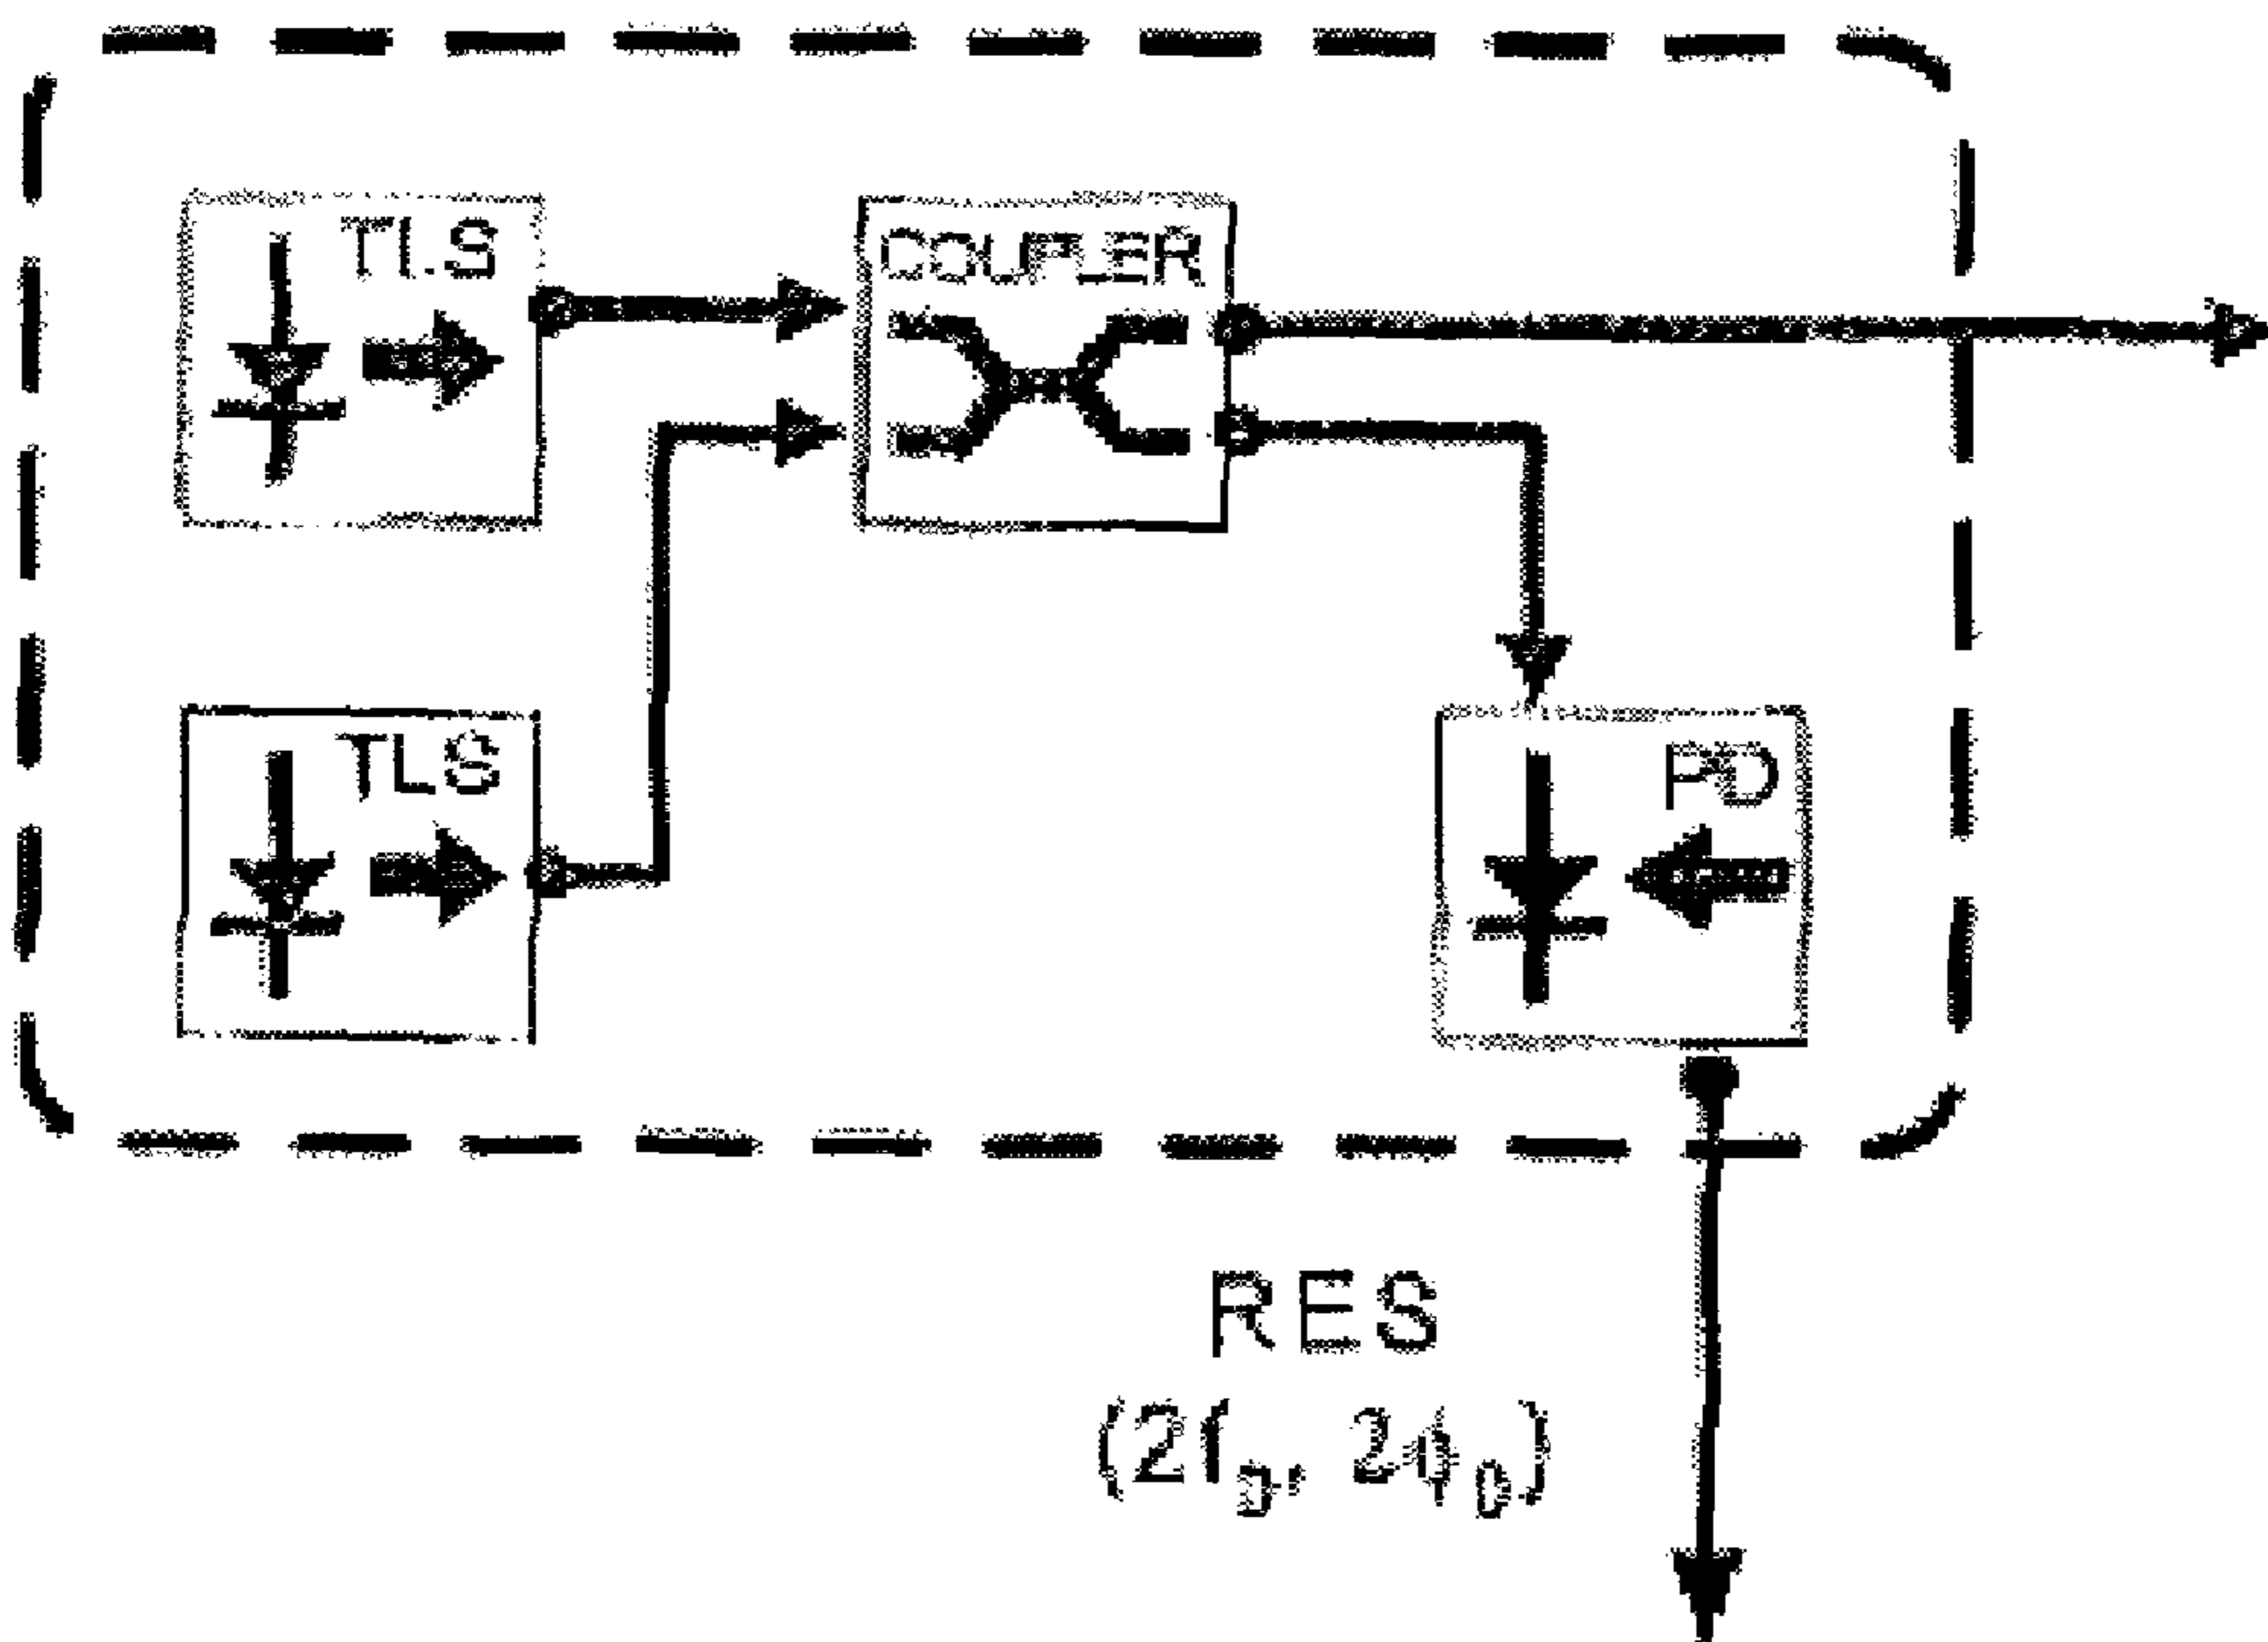 TLS
COUPLER
TLS
PD
RES
(2f₀, 2ϕ₀)